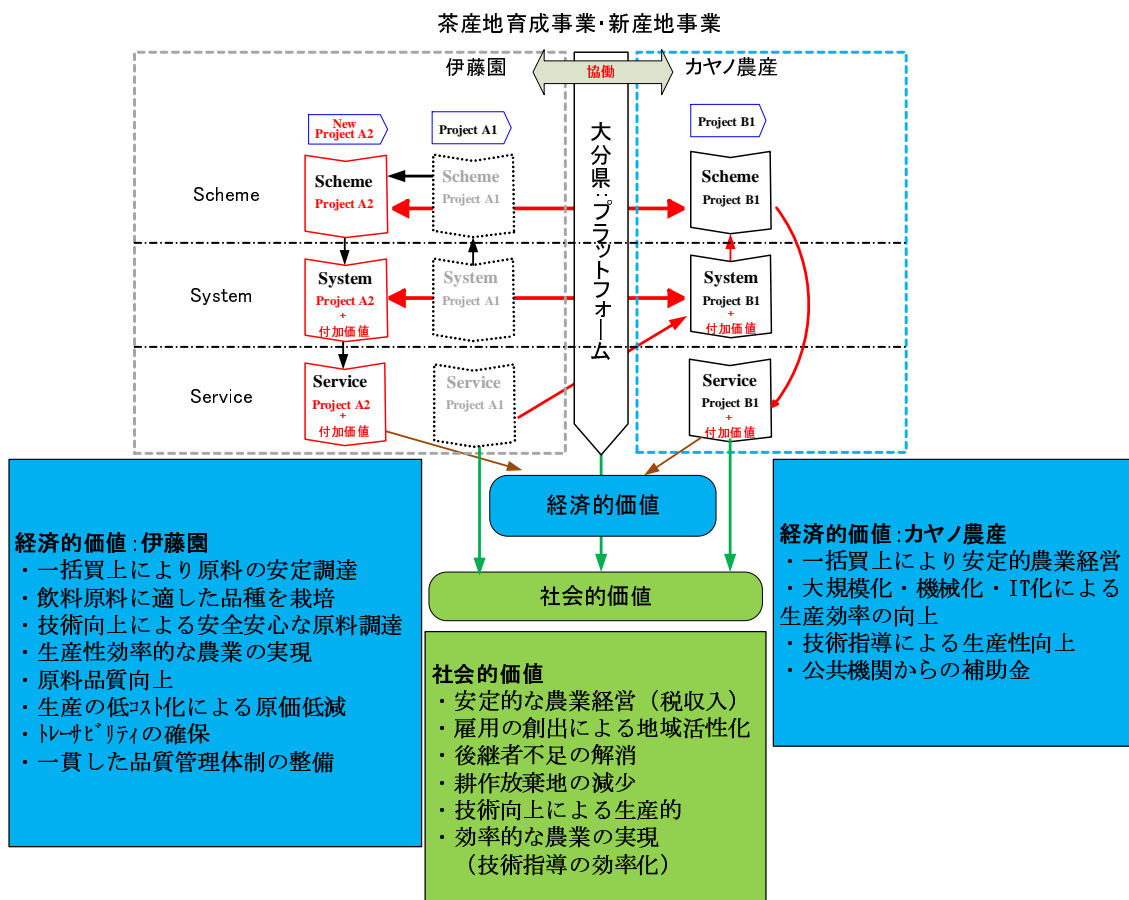 茶産地育成事業・新産地事業
伊藤園
協働
カヤノ農産
New
Project A2
Project A1
Project B1
大分県：プラットフォーム
Scheme
Scheme
Project A2
Scheme
Project A1
Scheme
Project B1
System
System
Project A2
+
付加価値
System
Project A1
System
Project B1
+
付加価値
Service
Service
Project A2
+
付加価値
Service
Project A1
Service
Project B1
+
付加価値
経済的価値
社会的価値
経済的価値：伊藤園
・一括買上により原料の安定調達
・飲料原料に適した品種を栽培
・技術向上による安全安心な原料調達
・生産性効率的な農業の実現
・原料品質向上
・生産の低ｺｽﾄ化による原価低減
・ﾄﾚｰｻﾋﾞﾘﾃｨの確保
・一貫した品質管理体制の整備
社会的価値
・安定的な農業経営（税収入）
・雇用の創出による地域活性化
・後継者不足の解消
・耕作放棄地の減少
・技術向上による生産的
・効率的な農業の実現
（技術指導の効率化）
経済的価値：カヤノ農産
・一括買上により安定的農業経営
・大規模化・機械化・IT化による
生産効率の向上
・技術指導による生産性向上
・公共機関からの補助金